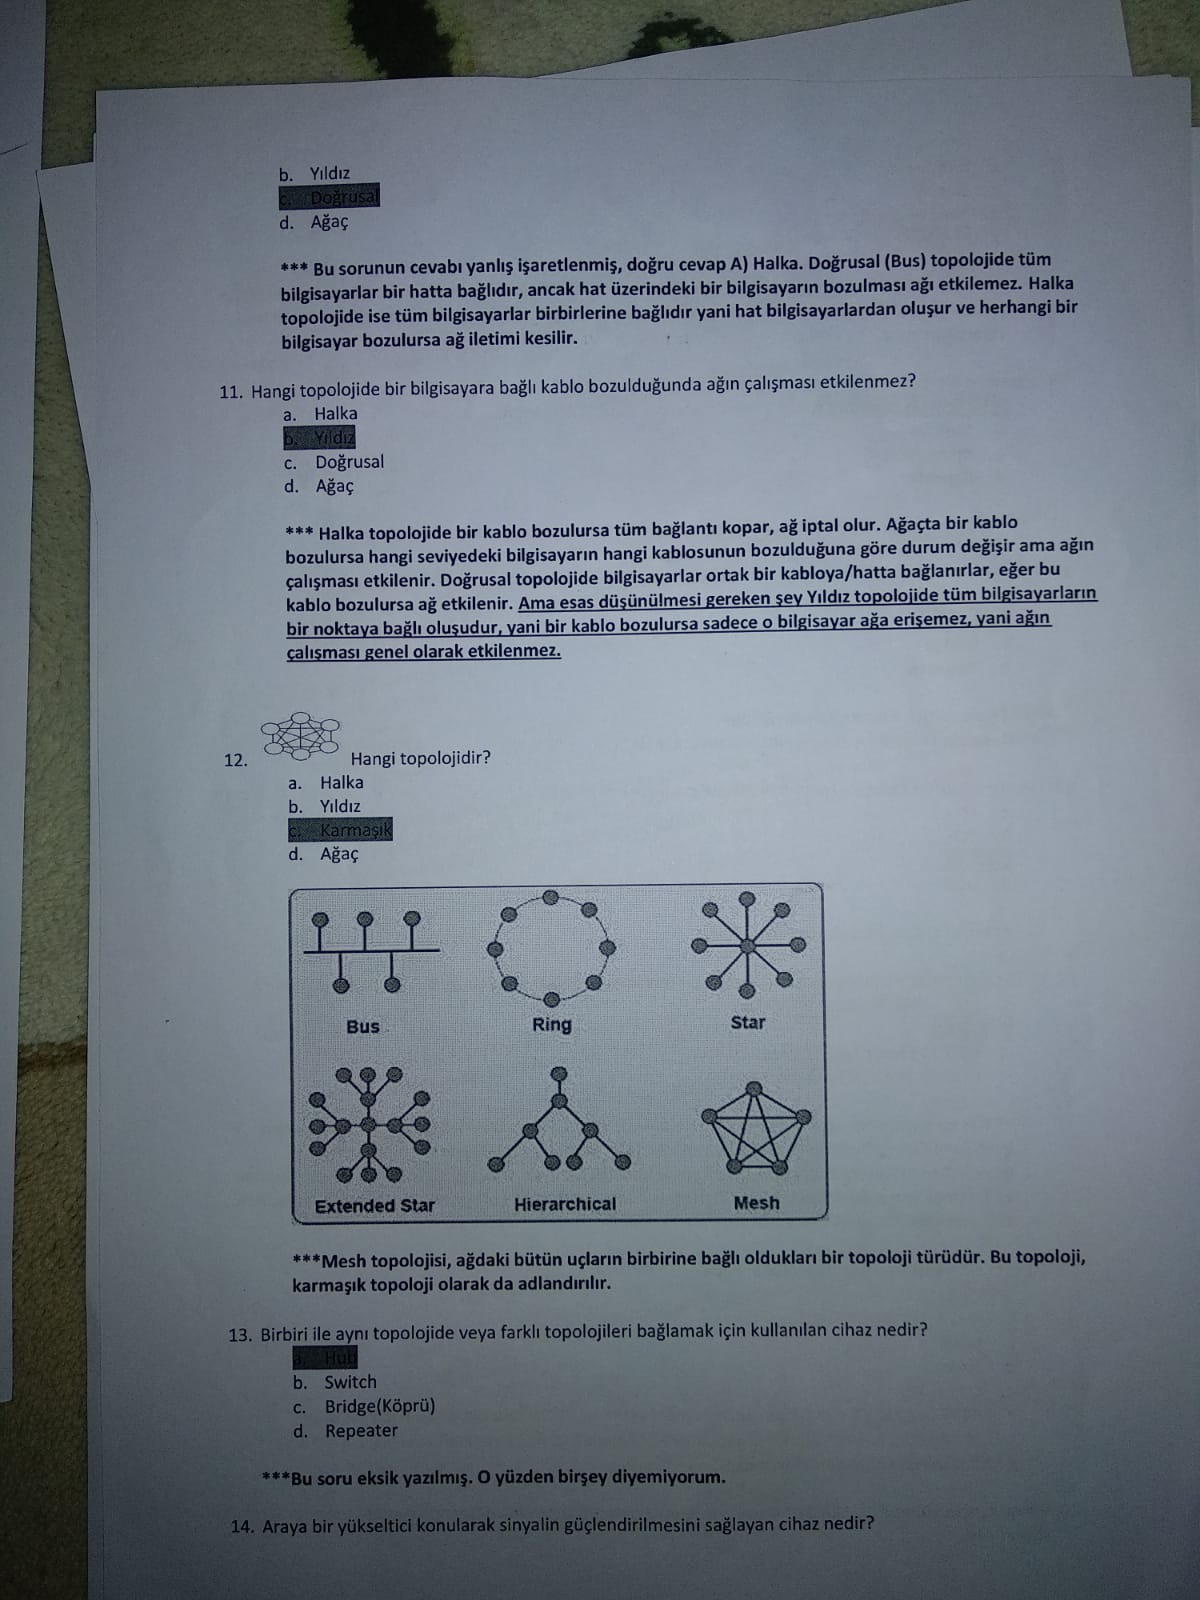 b. Yıldız
c. Doğrusal
d. Ağaç
*** Bu sorunun cevabı yanlış işaretlenmiş, doğru cevap A) Halka. Doğrusal (Bus) topolojide tüm
bilgisayarlar bir hatta bağlıdır, ancak hat üzerindeki bir bilgisayarın bozulması ağı etkilemez. Halka
topolojide ise tüm bilgisayarlar birbirlerine bağlıdır yani hat bilgisayarlardan oluşur ve herhangi bir
bilgisayar bozulursa ağ iletimi kesilir.
11. Hangi topolojide bir bilgisayara bağlı kablo bozulduğunda ağın çalışması etkilenmez?
a. Halka
b. Yıldız
c. Doğrusal
d. Ağaç
*** Halka topolojide bir kablo bozulursa tüm bağlantı kopar, ağ iptal olur. Ağaçta bir kablo
bozulursa hangi seviyedeki bilgisayarın hangi kablosunun bozulduğuna göre durum değişir ama ağın
çalışması etkilenir. Doğrusal topolojide bilgisayarlar ortak bir kabloya/hatta bağlanırlar, eğer bu
kablo bozulursa ağ etkilenir. Ama esas düşünülmesi gereken şey Yıldız topolojide tüm bilgisayarların
bir noktaya bağlı oluşudur, yani bir kablo bozulursa sadece o bilgisayar ağa erişemez, yani ağın
çalışması genel olarak etkilenmez.
12. Hangi topolojidir?
a. Halka
b. Yıldız
c. Karmaşık
d. Ağaç
Bus Ring Star
Extended Star Hierarchical Mesh
***Mesh topolojisi, ağdaki bütün uçların birbirine bağlı oldukları bir topoloji türüdür. Bu topoloji,
karmaşık topoloji olarak da adlandırılır.
13. Birbiri ile aynı topolojide veya farklı topolojileri bağlamak için kullanılan cihaz nedir?
a. Hub
b. Switch
c. Bridge(Köprü)
d. Repeater
***Bu soru eksik yazılmış. O yüzden birşey diyemiyorum.
14. Araya bir yükseltici konularak sinyalin güçlendirilmesini sağlayan cihaz nedir?